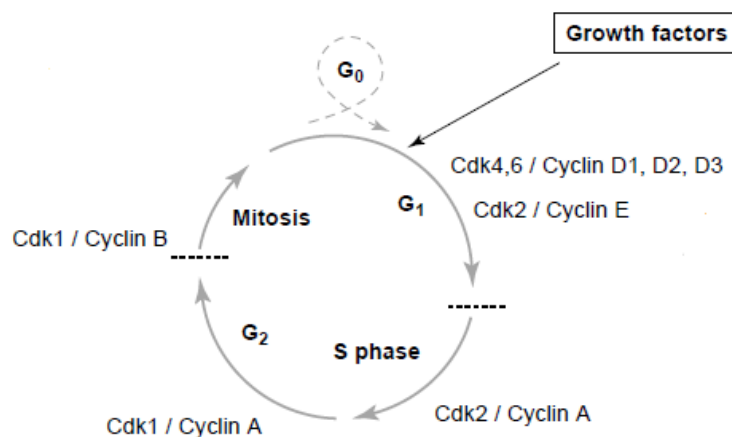 Growth factors
G₀
Cdk4,6 / Cyclin D1, D2, D3
G₁
Cdk2 / Cyclin E
Mitosis
Cdk1 / Cyclin B
G₂
S phase
Cdk1 / Cyclin A
Cdk2 / Cyclin A